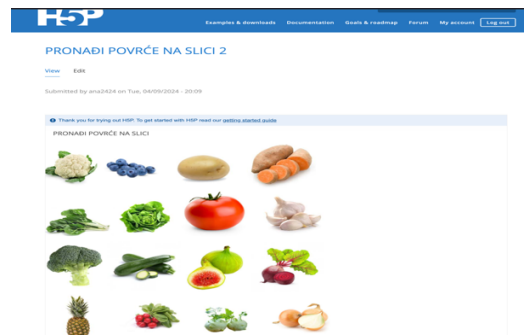 H5P
Examples & downloads Documentation Goals & roadmap Forum My account Log out
PRONAĐI POVRĆE NA SLICI 2
View Edit
Submitted by ana2424 on Tue, 04/09/2024 - 20:09
Thank you for trying out H5P. To get started with H5P read our getting started guide
PRONAĐI POVRĆE NA SLICI